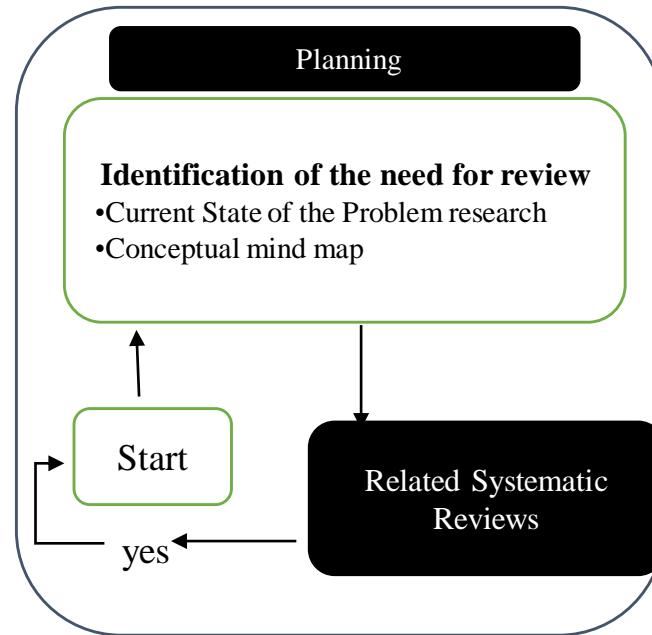 Planning
Identification of the need for review
•Current State of the Problem research
•Conceptual mind map
Start
Related Systematic
Reviews
yes